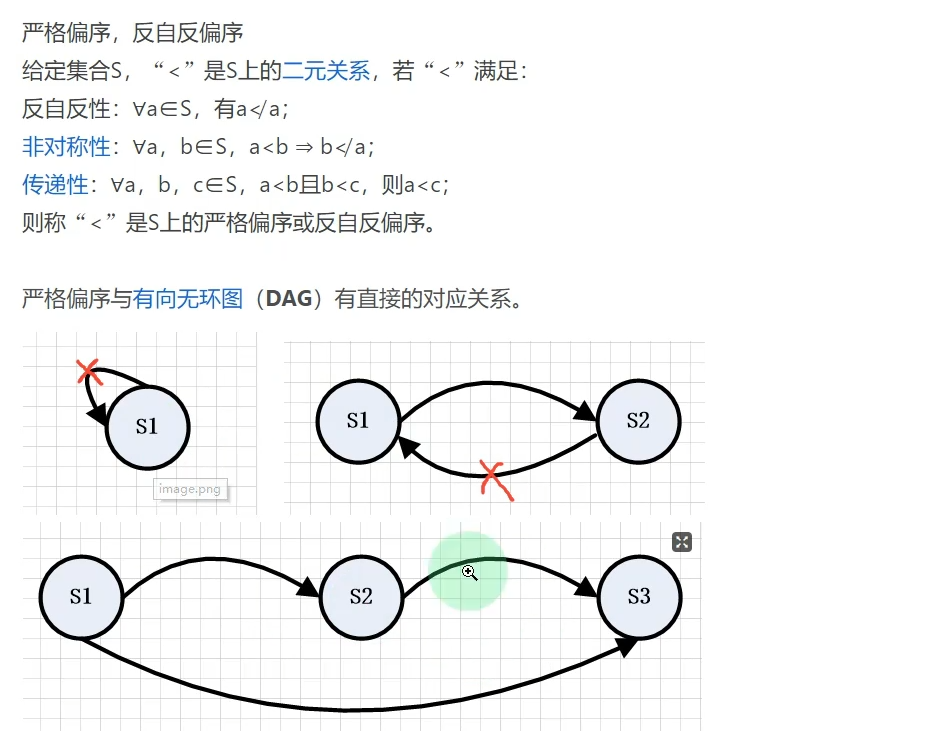 严格偏序，反自反偏序
给定集合S，“<”是S上的二元关系，若“<”满足：
反自反性：∀a∈S，有a≮a；
非对称性：∀a，b∈S，a<b ⇒ b≮a；
传递性：∀a，b，c∈S，a<b且b<c，则a<c；
则称“<”是S上的严格偏序或反自反偏序。
严格偏序与有向无环图（DAG）有直接的对应关系。
S1
S1
S2
image.png
S1
S2
S3